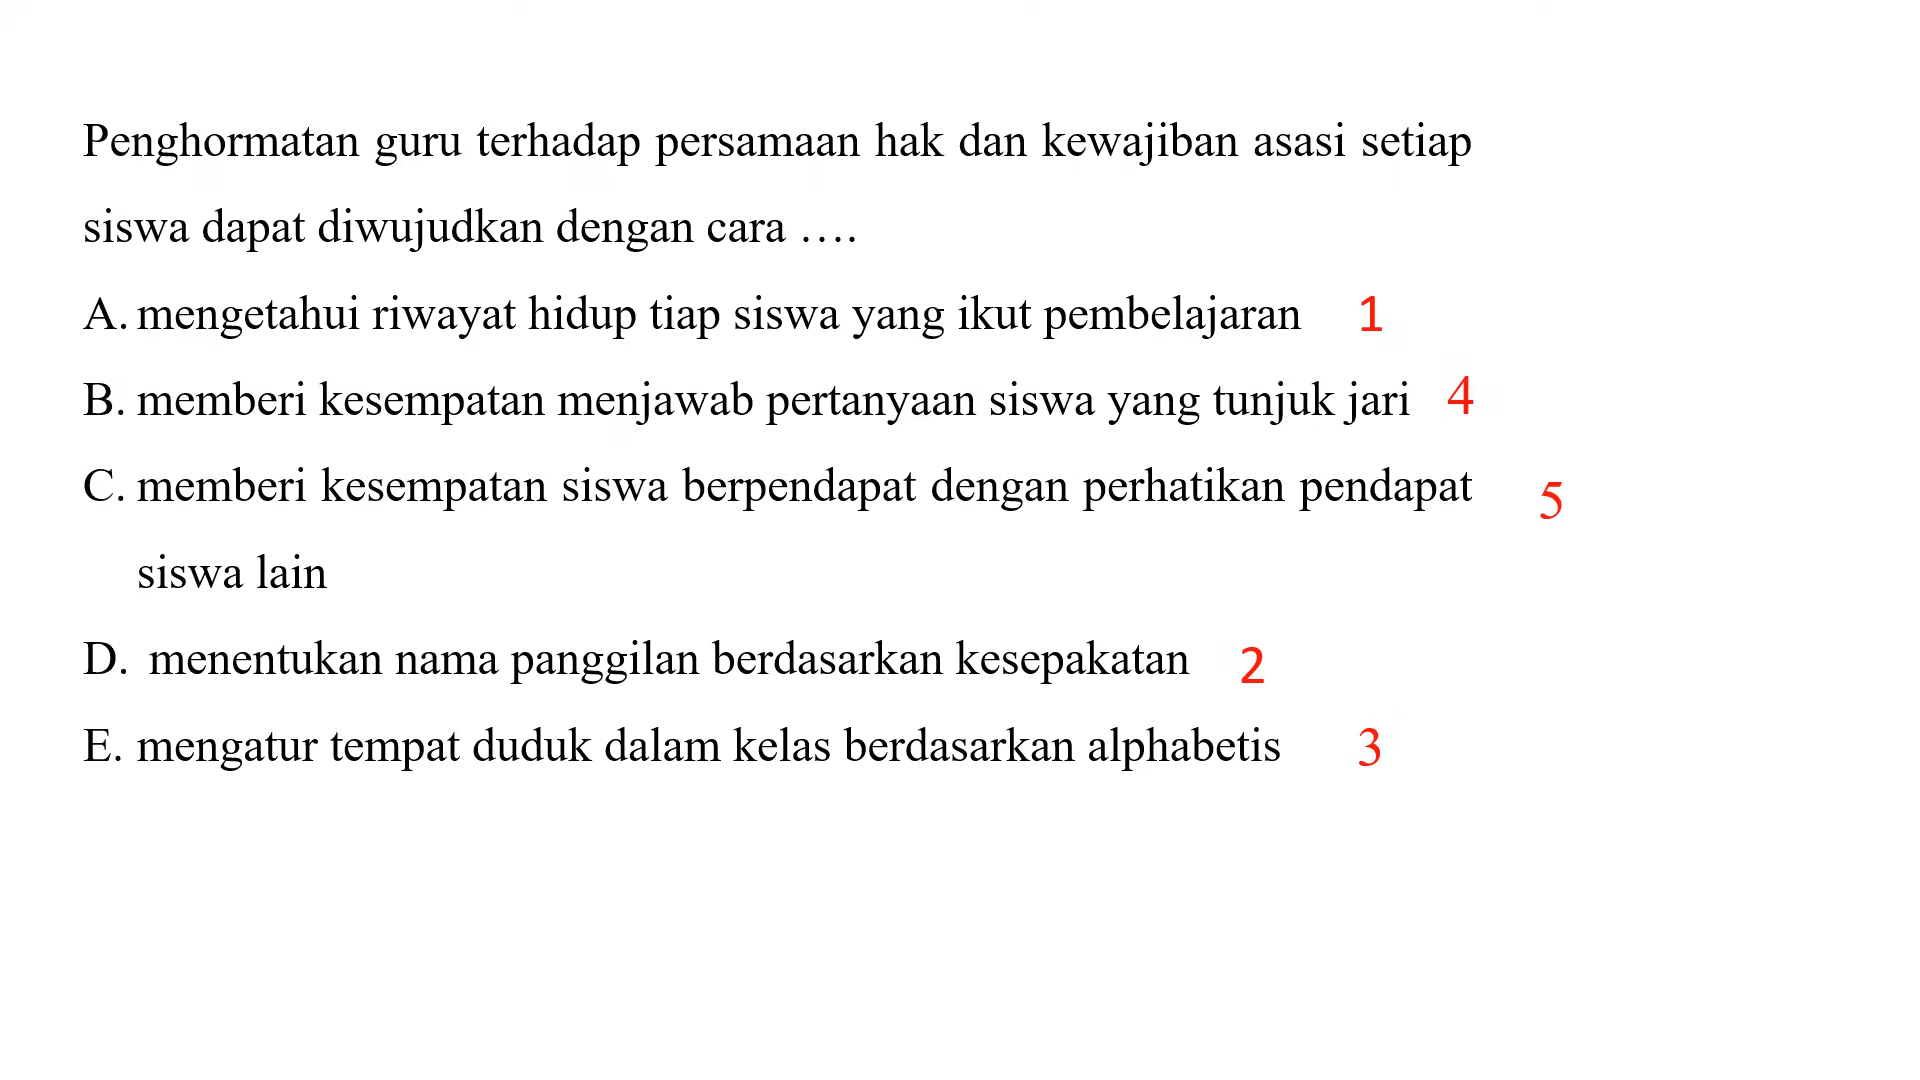 Penghormatan guru terhadap persamaan hak dan kewajiban asasi setiap
siswa dapat diwujudkan dengan cara ….
A. mengetahui riwayat hidup tiap siswa yang ikut pembelajaran 1
B. memberi kesempatan menjawab pertanyaan siswa yang tunjuk jari 4
C. memberi kesempatan siswa berpendapat dengan perhatikan pendapat 5
siswa lain
D. menentukan nama panggilan berdasarkan kesepakatan 2
E. mengatur tempat duduk dalam kelas berdasarkan alphabetis 3